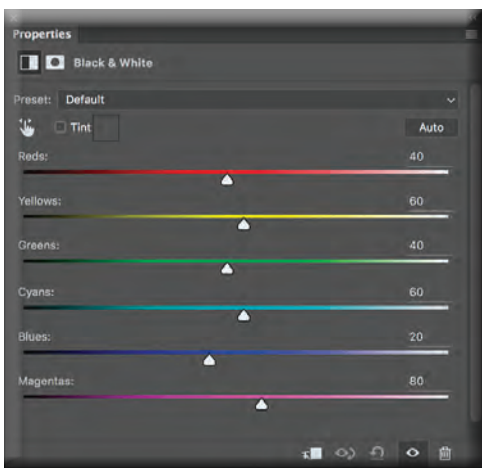 Properties
Black & White
Preset: Default
Tint Auto
Reds: 40
Yellows: 60
Greens: 40
Cyans: 60
Blues: 20
Magentas: 80